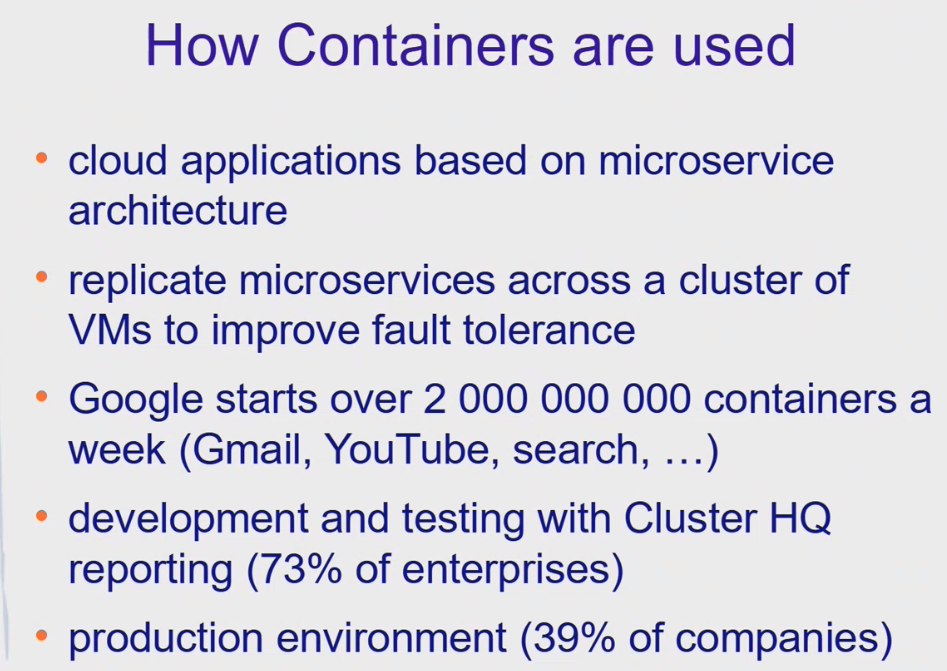 How Containers are used
• cloud applications based on microservice
architecture
• replicate microservices across a cluster of
VMs to improve fault tolerance
• Google starts over 2 000 000 000 containers a
week (Gmail, YouTube, search, …)
• development and testing with Cluster HQ
reporting (73% of enterprises)
• production environment (39% of companies)